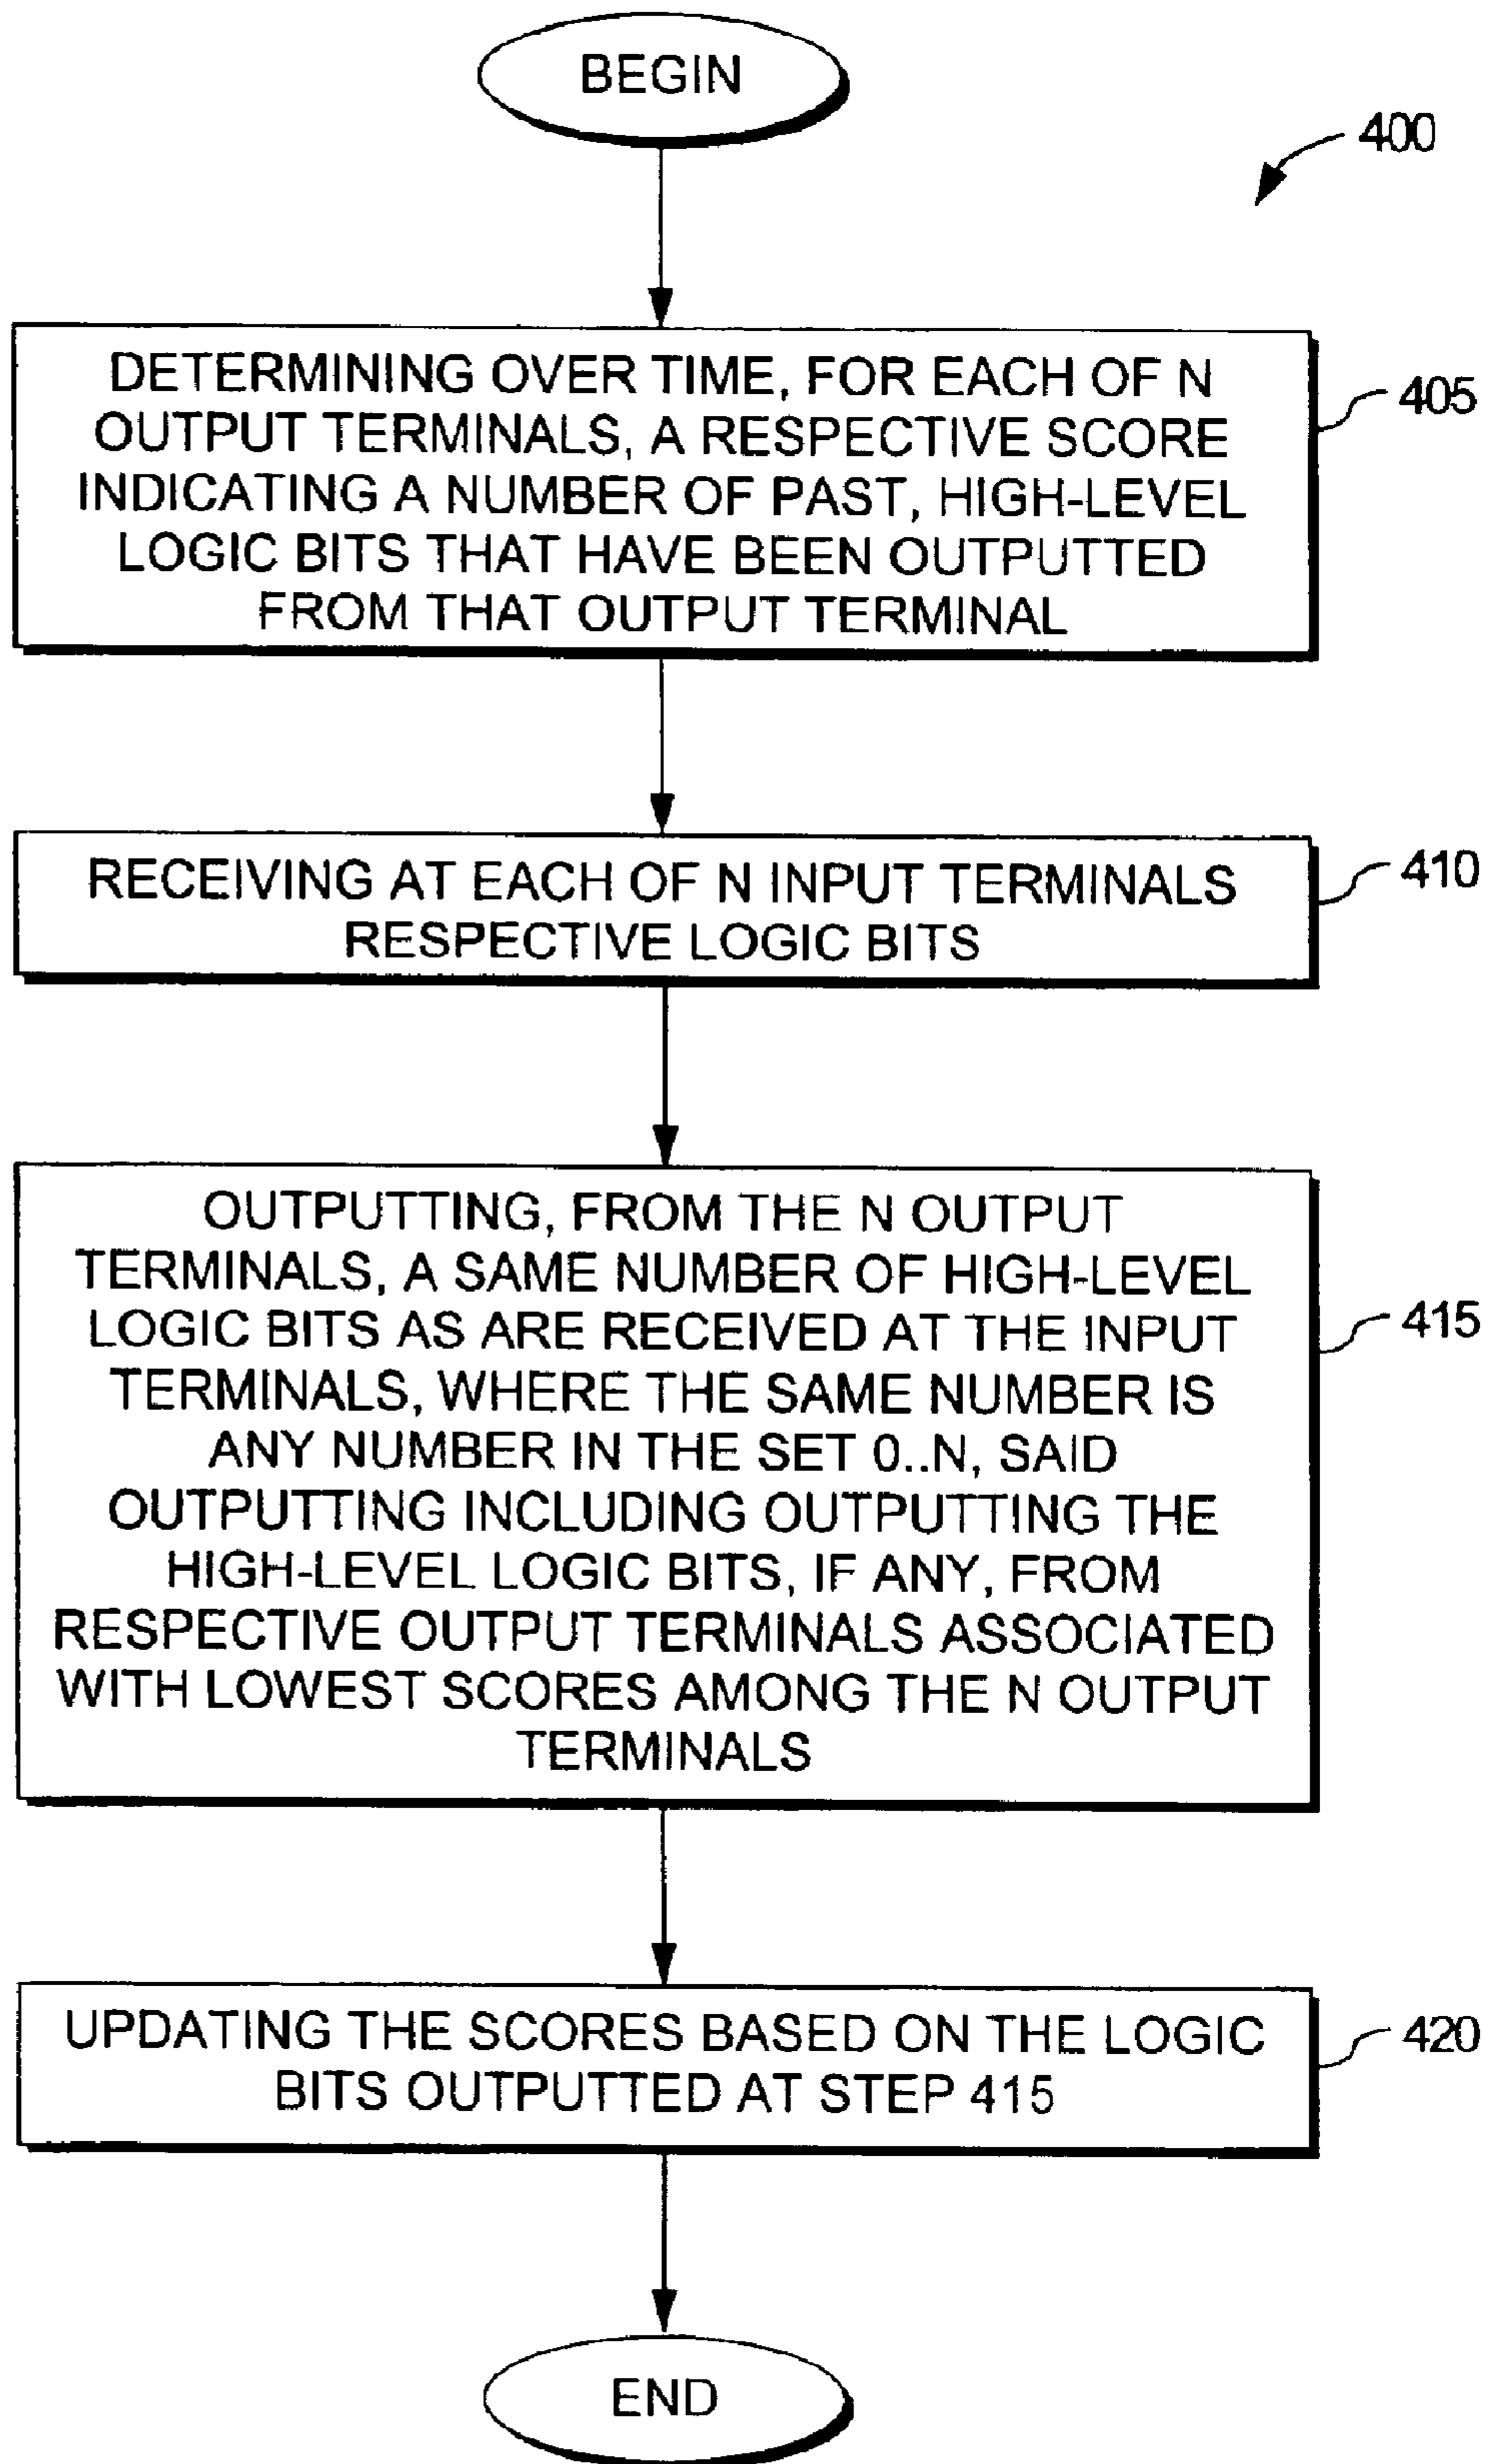 BEGIN
400
DETERMINING OVER TIME, FOR EACH OF N
OUTPUT TERMINALS, A RESPECTIVE SCORE
INDICATING A NUMBER OF PAST, HIGH-LEVEL
LOGIC BITS THAT HAVE BEEN OUTPUTTED
FROM THAT OUTPUT TERMINAL
405
RECEIVING AT EACH OF N INPUT TERMINALS
RESPECTIVE LOGIC BITS
410
OUTPUTTING, FROM THE N OUTPUT
TERMINALS, A SAME NUMBER OF HIGH-LEVEL
LOGIC BITS AS ARE RECEIVED AT THE INPUT
TERMINALS, WHERE THE SAME NUMBER IS
ANY NUMBER IN THE SET 0..N, SAID
OUTPUTTING INCLUDING OUTPUTTING THE
HIGH-LEVEL LOGIC BITS, IF ANY, FROM
RESPECTIVE OUTPUT TERMINALS ASSOCIATED
WITH LOWEST SCORES AMONG THE N OUTPUT
TERMINALS
415
UPDATING THE SCORES BASED ON THE LOGIC
BITS OUTPUTTED AT STEP 415
420
END